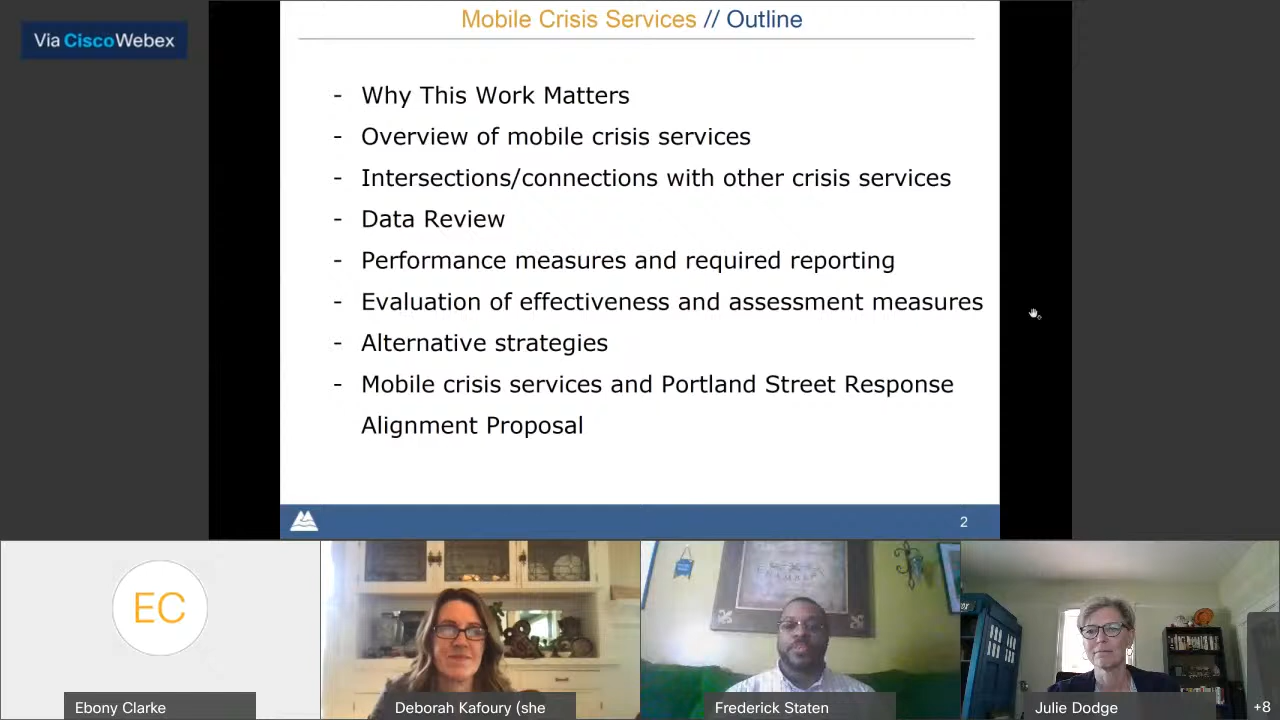 Via Cisco Webex
Mobile Crisis Services // Outline
- Why This Work Matters
- Overview of mobile crisis services
- Intersections/connections with other crisis services
- Data Review
- Performance measures and required reporting
- Evaluation of effectiveness and assessment measures
- Alternative strategies
- Mobile crisis services and Portland Street Response
Alignment Proposal
2
EC
Ebony Clarke
Deborah Kafoury (she
Frederick Staten
Julie Dodge
+8